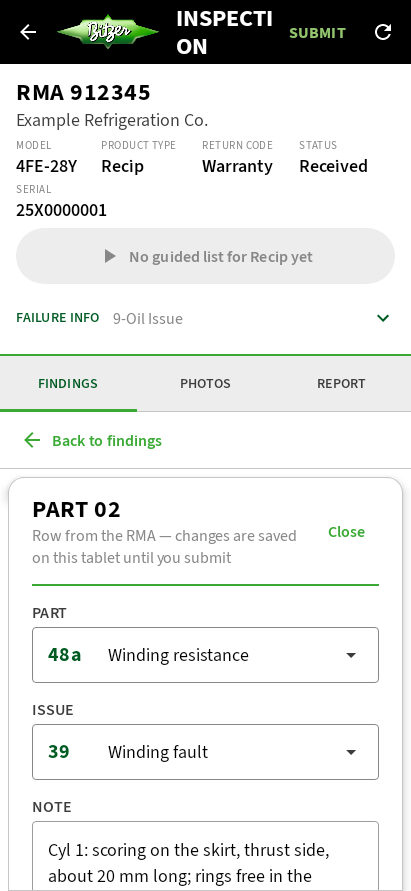 Bitzer
INSPECTI
ON
SUBMIT
RMA 912345
Example Refrigeration Co.
MODEL
4FE-28Y
PRODUCT TYPE
Recip
RETURN CODE
Warranty
STATUS
Received
SERIAL
25X0000001
No guided list for Recip yet
FAILURE INFO 9-Oil Issue
FINDINGS
PHOTOS
REPORT
Back to findings
PART 02
Row from the RMA — changes are saved
on this tablet until you submit
Close
PART
48a Winding resistance
ISSUE
39 Winding fault
NOTE
Cyl 1: scoring on the skirt, thrust side,
about 20 mm long; rings free in the